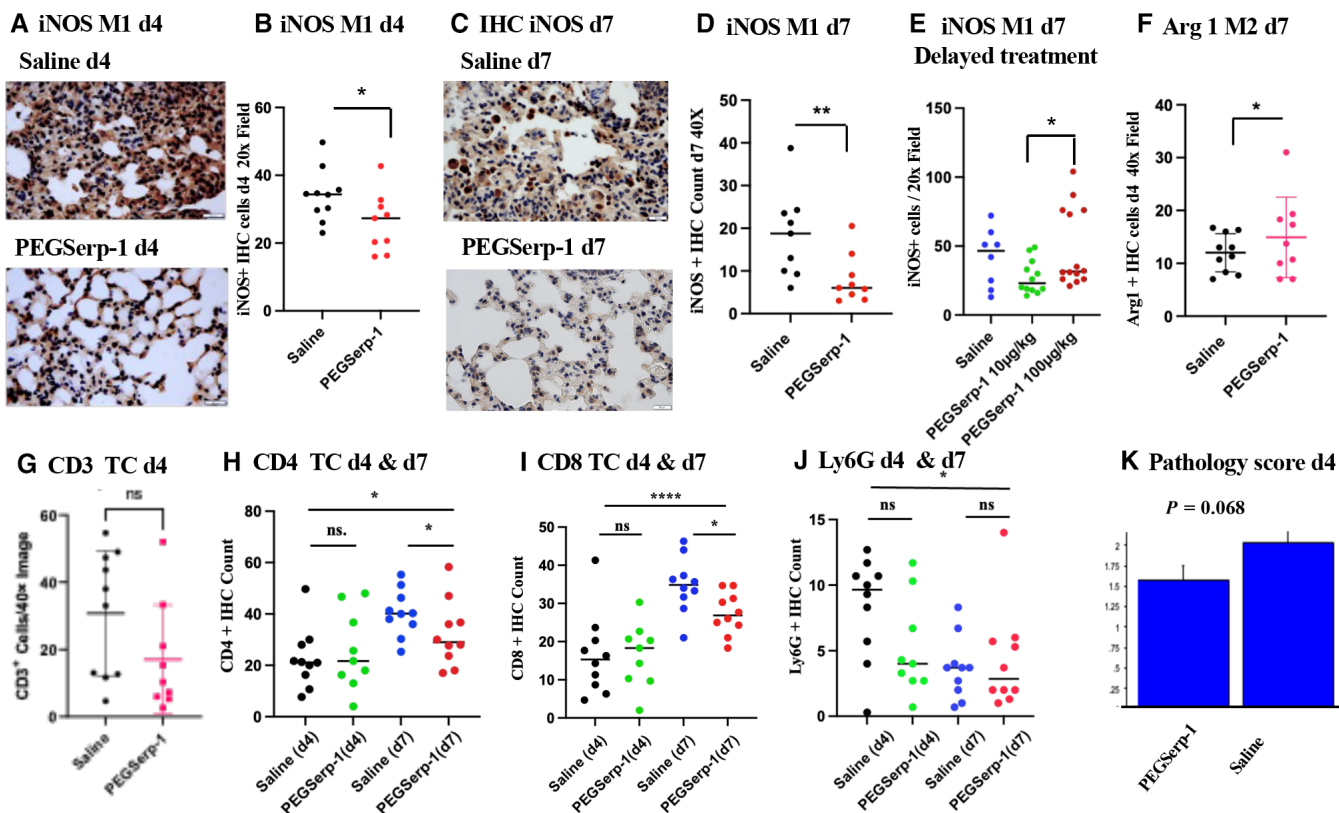 A iNOS M1 d4
Saline d4
PEGSerp-1 d4
B iNOS M1 d4
iNOS+ IHC cells d4 20x Field
60
40
20
0
*
Saline
PEGSerp-1
C IHC iNOS d7
Saline d7
PEGSerp-1 d7
D iNOS M1 d7
iNOS + IHC Count d7 40X
50
40
30
20
10
0
**
Saline
PEGSerp-1
E iNOS M1 d7
Delayed treatment
iNOS+ cells / 20x Field
150
100
50
0
*
Saline
PEGSerp-1 10µg/kg
PEGSerp-1 100µg/kg
F Arg 1 M2 d7
Arg1 + IHC cells d4 40x Field
40
30
20
10
0
*
Saline
PEGSerp-1
G CD3 TC d4
CD3+ Cells/40× Image
60
40
20
0
ns
Saline
PEGSerp-1
H CD4 TC d4 & d7
CD4 + IHC Count
80
60
40
20
0
*
ns.
*
Saline (d4)
PEGSerp-1(d4)
Saline (d7)
PEGSerp-1(d7)
I CD8 TC d4 & d7
CD8 + IHC Count
50
40
30
20
10
0
****
ns
*
Saline (d4)
PEGSerp-1(d4)
Saline (d7)
PEGSerp-1(d7)
J Ly6G d4 & d7
Ly6G + IHC Count
15
10
5
0
*
ns
ns
Saline (d4)
PEGSerp-1(d4)
Saline (d7)
PEGSerp-1(d7)
K Pathology score d4
P = 0.068
2
1.75
1.5
1.25
1
.75
.5
.25
PEGSerp-1
Saline